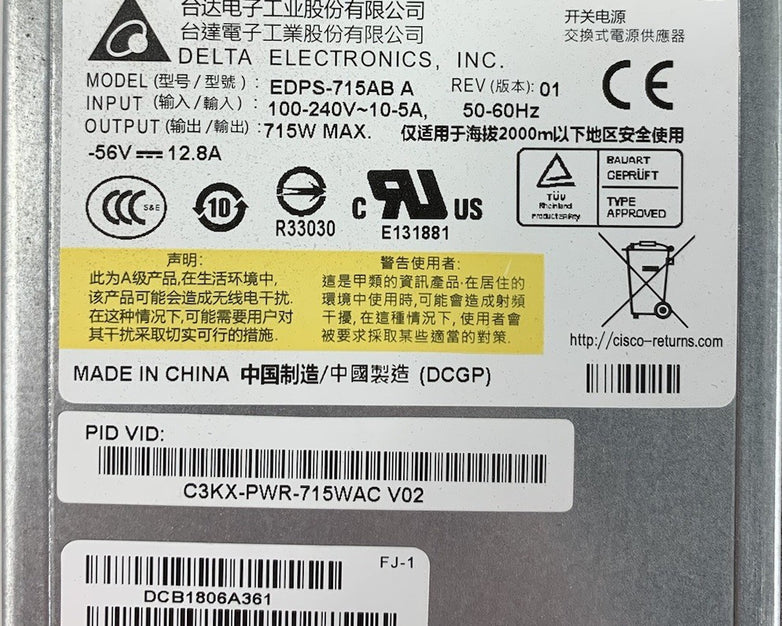 台达电子工业股份有限公司
台達電子工業股份有限公司
DELTA ELECTRONICS, INC.
开关电源
交換式電源供應器
MODEL (型号/型號) : EDPS-715AB A REV (版本): 01
INPUT (输入/輸入) : 100-240V~10-5A, 50-60Hz
OUTPUT (输出/輸出) :715W MAX. 仅适用于海拔2000m以下地区安全使用
-56V 12.8A
CE
CCC S&E
10
R33030
c RU US
E131881
TÜV
Rheinland
productsafety
BAUART
GEPRÜFT
TYPE
APPROVED
声明:
此为A级产品,在生活环境中,
该产品可能会造成无线电干扰.
在这种情况下,可能需要用户对
其干扰采取切实可行的措施.
警告使用者:
這是甲類的資訊產品·在居住的
環境中使用時,可能會造成射頻
干擾,在這種情況下,使用者會
被要求採取某些適當的對策.
http://cisco-returns.com
MADE IN CHINA 中国制造/中國製造 (DCGP)
PID VID:
C3KX-PWR-715WAC V02
FJ-1
DCB1806A361